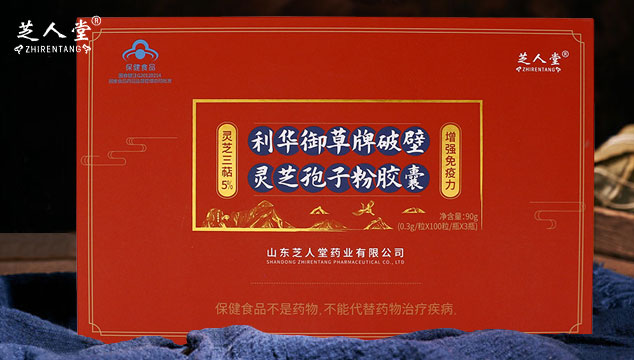 芝人堂®
ZHIRENTANG
保健食品
芝人堂®
ZHIRENTANG
灵芝三帖
5%
利华御草牌破壁
灵芝孢子粉胶囊
增强免疫力
净含量:90g
(0.3g/粒X100粒/瓶X3瓶)
山东芝人堂药业有限公司
SHANDONG ZHIRENTANG PHARMACEUTICAL CO., LTD
保健食品不是药物,不能代替药物治疗疾病.